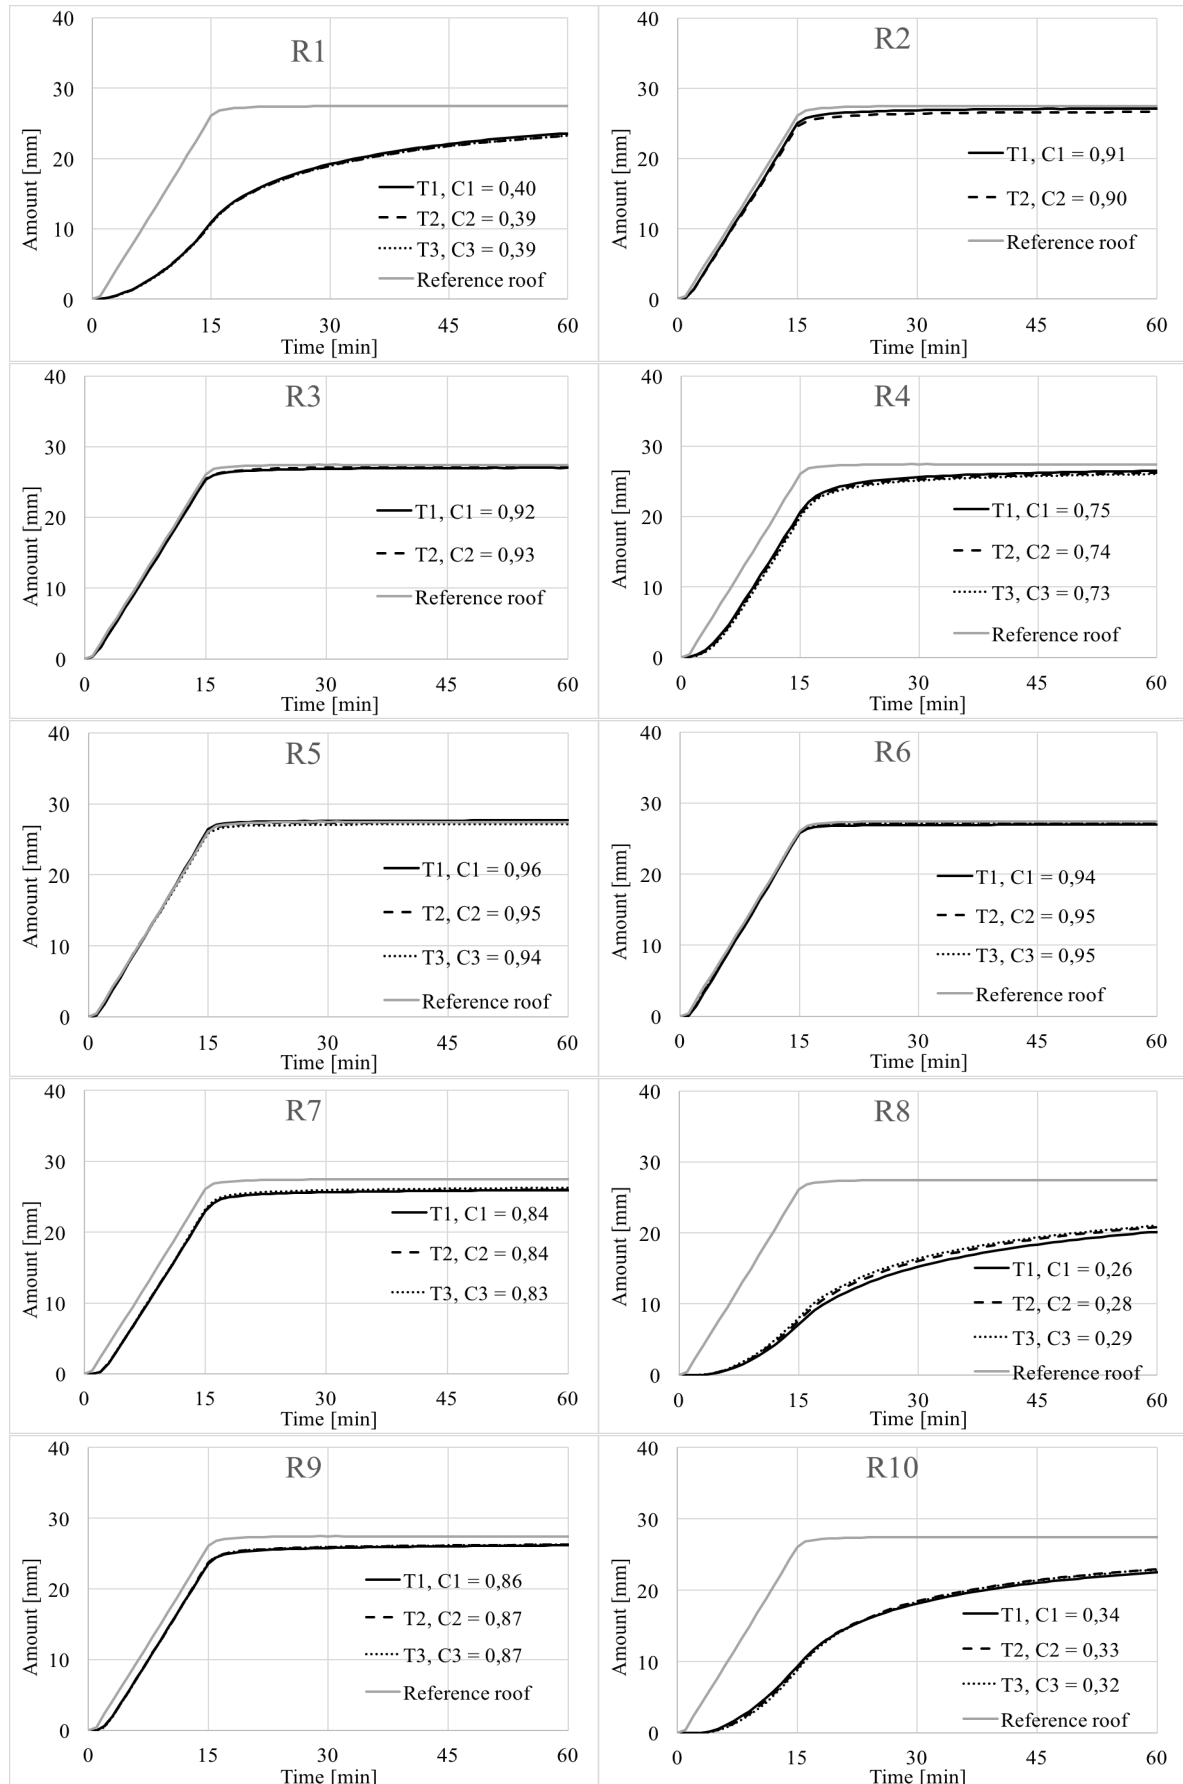 R1
Amount [mm]
40
30
20
10
0
T1, C1 = 0,40
T2, C2 = 0,39
T3, C3 = 0,39
Reference roof
0 15 30 45 60
Time [min]
R2
Amount [mm]
40
30
20
10
0
T1, C1 = 0,91
T2, C2 = 0,90
Reference roof
0 15 30 45 60
Time [min]
R3
Amount [mm]
40
30
20
10
0
T1, C1 = 0,92
T2, C2 = 0,93
Reference roof
0 15 30 45 60
Time [min]
R4
Amount [mm]
40
30
20
10
0
T1, C1 = 0,75
T2, C2 = 0,74
T3, C3 = 0,73
Reference roof
0 15 30 45 60
Time [min]
R5
Amount [mm]
40
30
20
10
0
T1, C1 = 0,96
T2, C2 = 0,95
T3, C3 = 0,94
Reference roof
0 15 30 45 60
Time [min]
R6
Amount [mm]
40
30
20
10
0
T1, C1 = 0,94
T2, C2 = 0,95
T3, C3 = 0,95
Reference roof
0 15 30 45 60
Time [min]
R7
Amount [mm]
40
30
20
10
0
T1, C1 = 0,84
T2, C2 = 0,84
T3, C3 = 0,83
0 15 30 45 60
Time [min]
R8
Amount [mm]
40
30
20
10
0
T1, C1 = 0,26
T2, C2 = 0,28
T3, C3 = 0,29
Reference roof
0 15 30 45 60
Time [min]
R9
Amount [mm]
40
30
20
10
0
T1, C1 = 0,86
T2, C2 = 0,87
T3, C3 = 0,87
Reference roof
0 15 30 45 60
Time [min]
R10
Amount [mm]
40
30
20
10
0
T1, C1 = 0,34
T2, C2 = 0,33
T3, C3 = 0,32
Reference roof
0 15 30 45 60
Time [min]